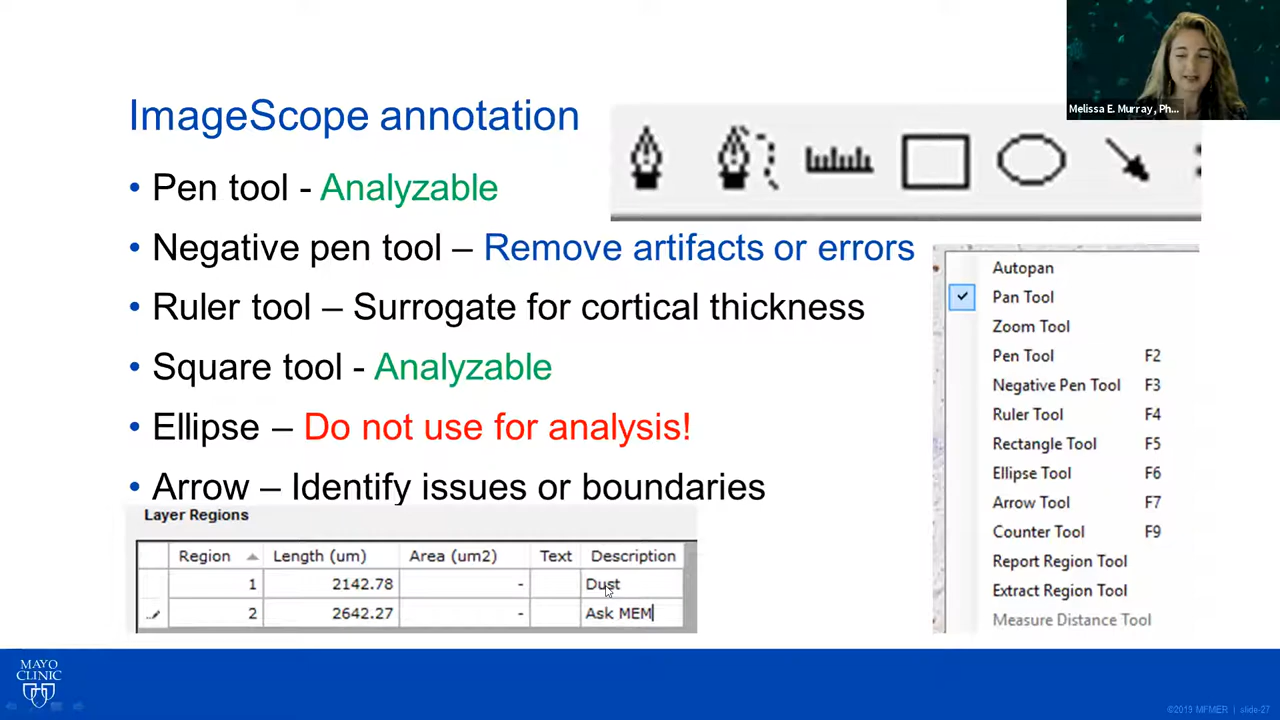 Melissa E. Murray, Ph...
ImageScope annotation
• Pen tool - Analyzable
• Negative pen tool – Remove artifacts or errors
• Ruler tool – Surrogate for cortical thickness
• Square tool - Analyzable
• Ellipse – Do not use for analysis!
• Arrow – Identify issues or boundaries
Autopan
Pan Tool
Zoom Tool
Pen Tool F2
Negative Pen Tool F3
Ruler Tool F4
Rectangle Tool F5
Ellipse Tool F6
Arrow Tool F7
Counter Tool F9
Report Region Tool
Extract Region Tool
Measure Distance Tool
Layer Regions
Region Length (um) Area (um2) Text Description
1 2142.78 - Dust
2 2642.27 - Ask MEM
MAYO
CLINIC
©2019 MFMER | slide-27